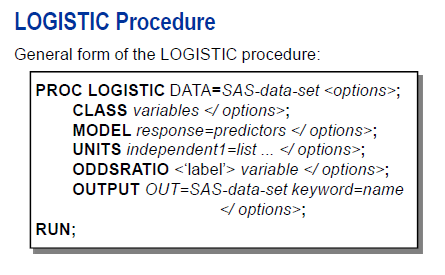 LOGISTIC Procedure
General form of the LOGISTIC procedure:
PROC LOGISTIC DATA=SAS-data-set <options>;
CLASS variables </ options>;
MODEL response=predictors </ options>;
UNITS independent1=list ... </ options>;
ODDSRATIO <‘label’> variable </ options>;
OUTPUT OUT=SAS-data-set keyword=name
</ options>;
RUN;